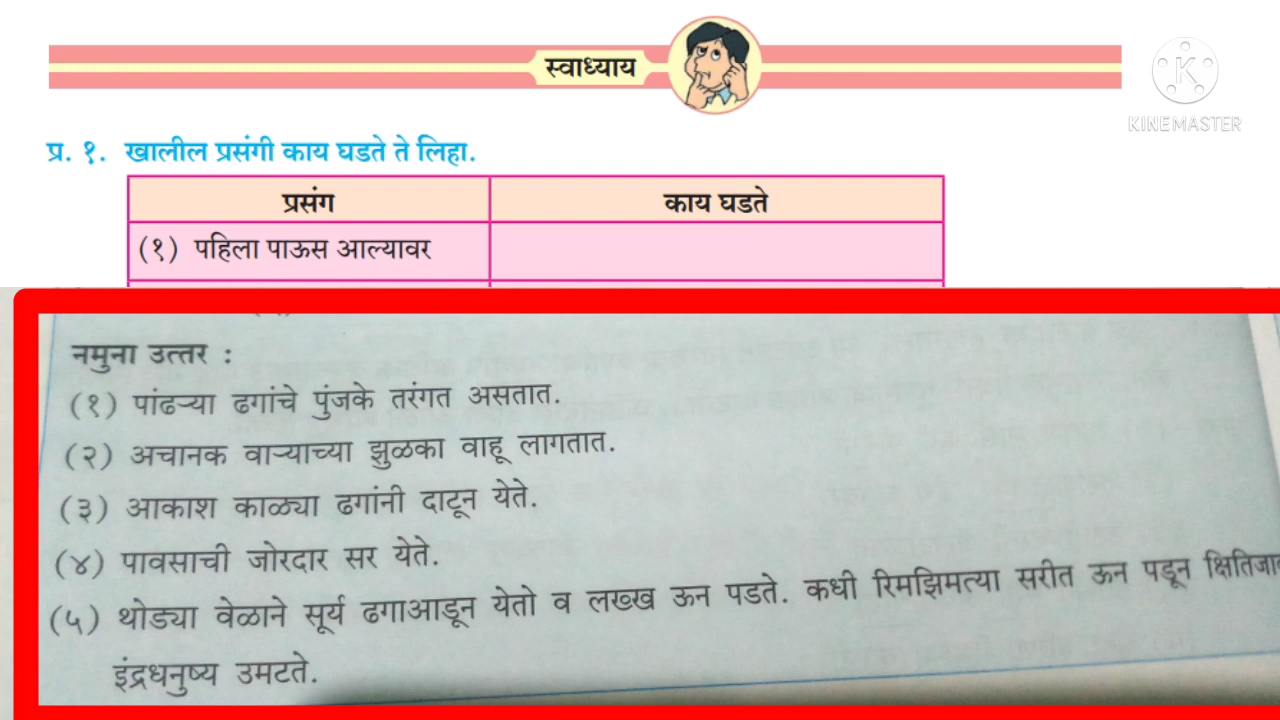 स्वाध्याय
KINEMASTER
प्र. १. खालील प्रसंगी काय घडते ते लिहा.
प्रसंग काय घडते
(१) पहिला पाऊस आल्यावर
नमुना उत्तर :
(१) पांढऱ्या ढगांचे पुंजके तरंगत असतात.
(२) अचानक वाऱ्याच्या झुळका वाहू लागतात.
(३) आकाश काळ्या ढगांनी दाटून येते.
(४) पावसाची जोरदार सर येते.
(५) थोड्या वेळाने सूर्य ढगाआडून येतो व लख्ख ऊन पडते. कधी रिमझिमत्या सरीत ऊन पडून
इंद्रधनुष्य उमटते.